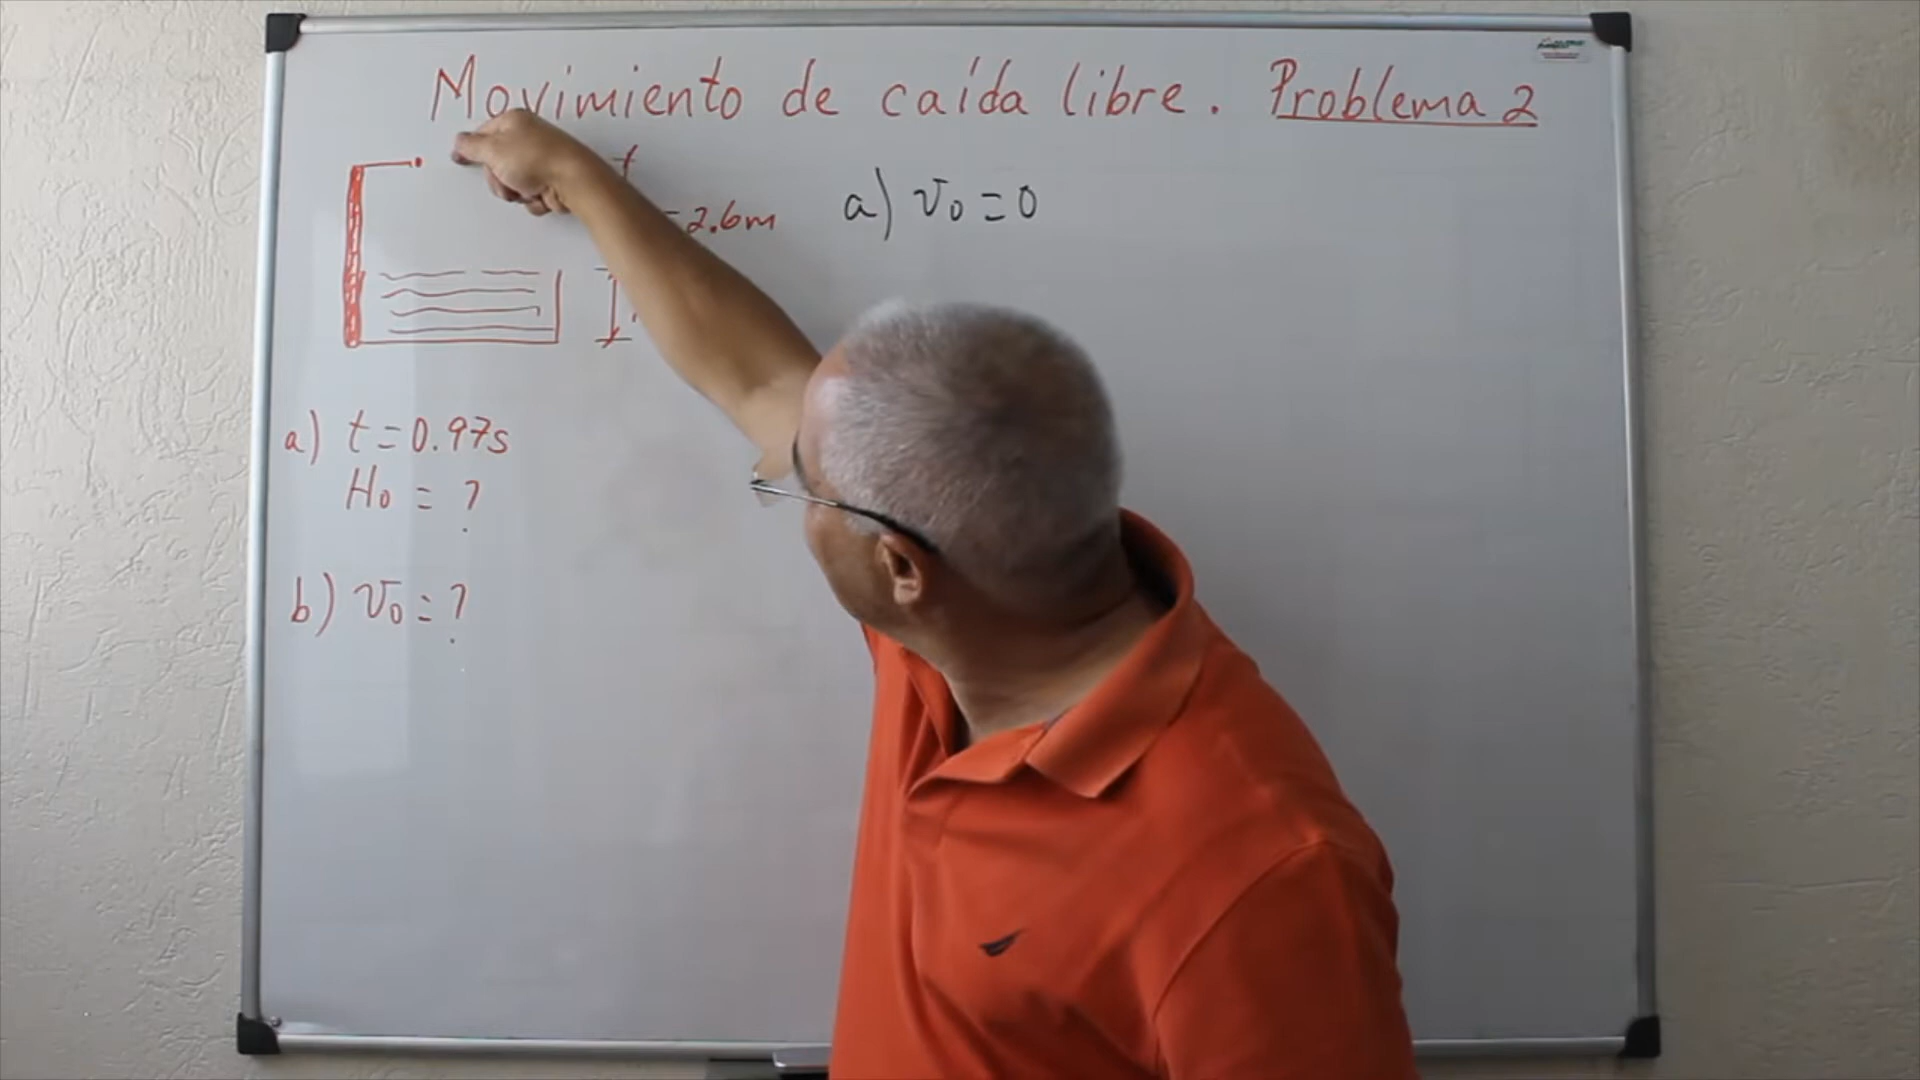 Movimiento de caída libre. Problema 2
= 2.6m
a) v₀ = 0
a) t = 0.97s
H₀ = ?
b) v₀ = ?